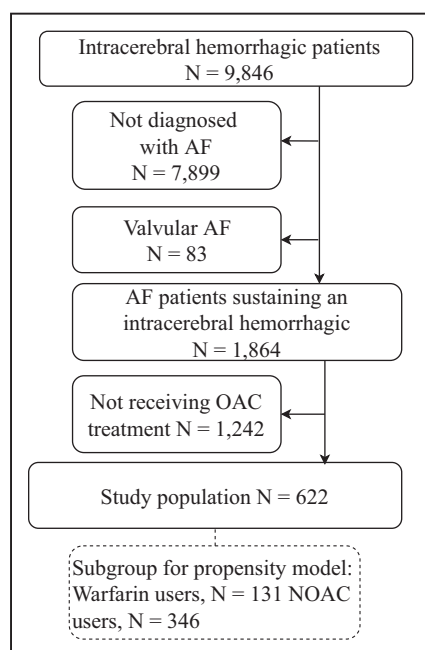 Intracerebral hemorrhagic patients
N = 9,846
Not diagnosed
with AF
N = 7,899
Valvular AF
N = 83
AF patients sustaining an
intracerebral hemorrhagic
N = 1,864
Not receiving OAC
treatment N = 1,242
Study population N = 622
Subgroup for propensity model:
Warfarin users, N = 131 NOAC
users, N = 346